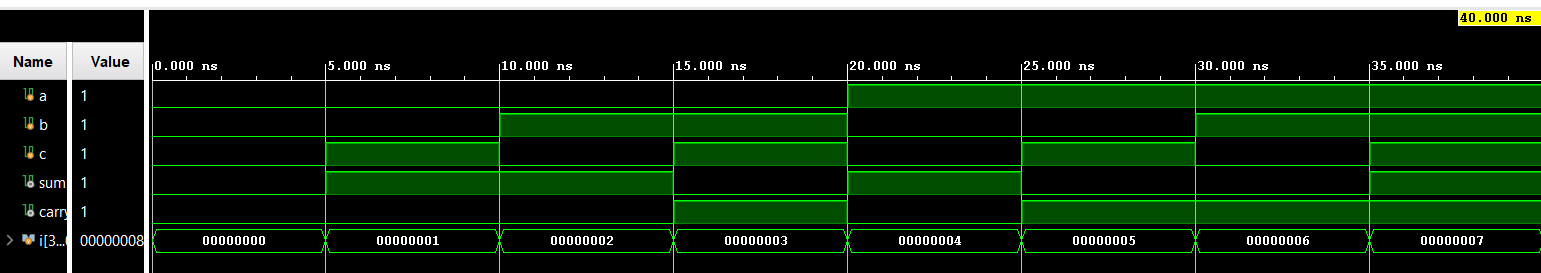 40.000 ns
Name Value
0.000 ns 5.000 ns 10.000 ns 15.000 ns 20.000 ns 25.000 ns 30.000 ns 35.000 ns
a 1
b 1
c 1
sum 1
carry 1
i[3...0 00000008 00000000 00000001 00000002 00000003 00000004 00000005 00000006 00000007